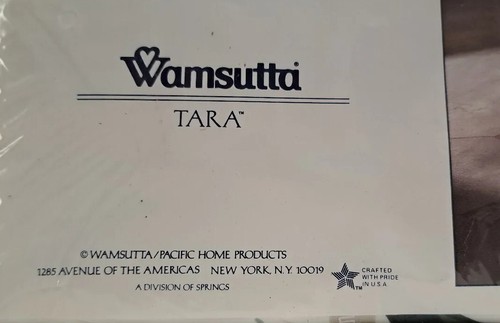 Wamsutta
TARA™
© WAMSUTTA/PACIFIC HOME PRODUCTS
1285 AVENUE OF THE AMERICAS NEW YORK, N.Y. 10019
A DIVISION OF SPRINGS
™
CRAFTED
WITH PRIDE
IN U.S.A.